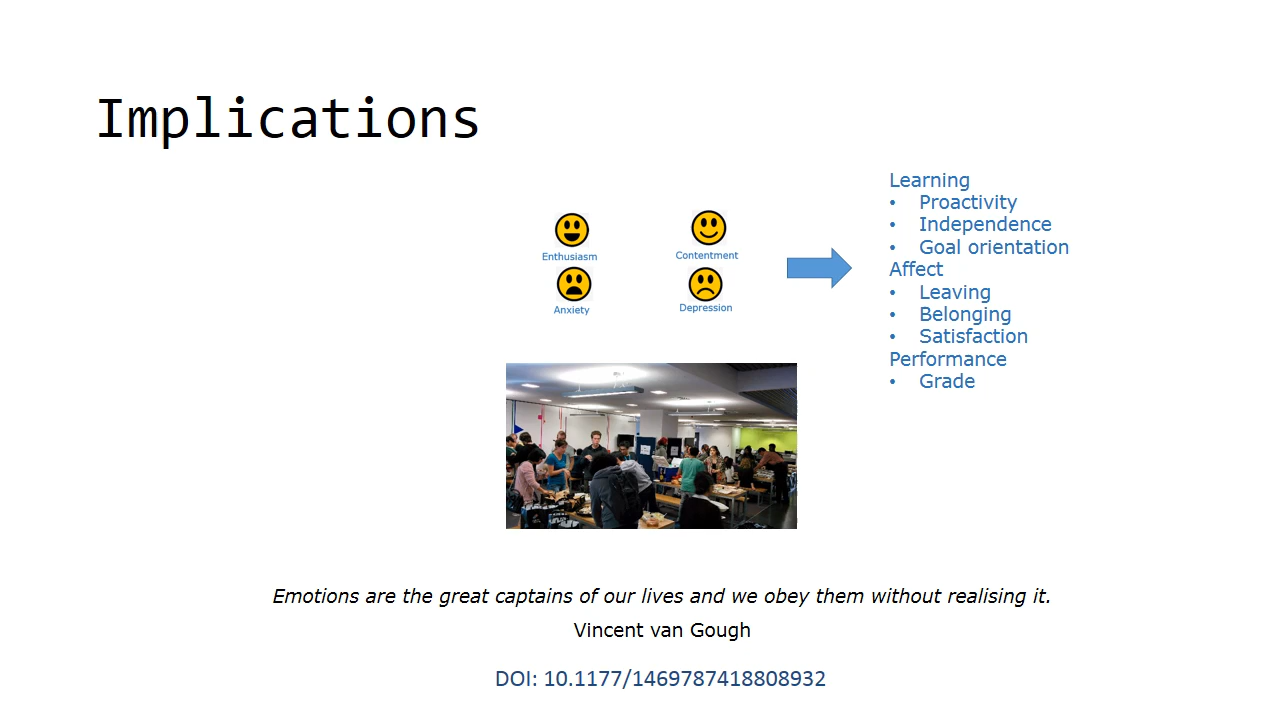 Implications
Enthusiasm
Contentment
Anxiety
Depression
Learning
• Proactivity
• Independence
• Goal orientation
Affect
• Leaving
• Belonging
• Satisfaction
Performance
• Grade
Emotions are the great captains of our lives and we obey them without realising it.
Vincent van Gough
DOI: 10.1177/1469787418808932